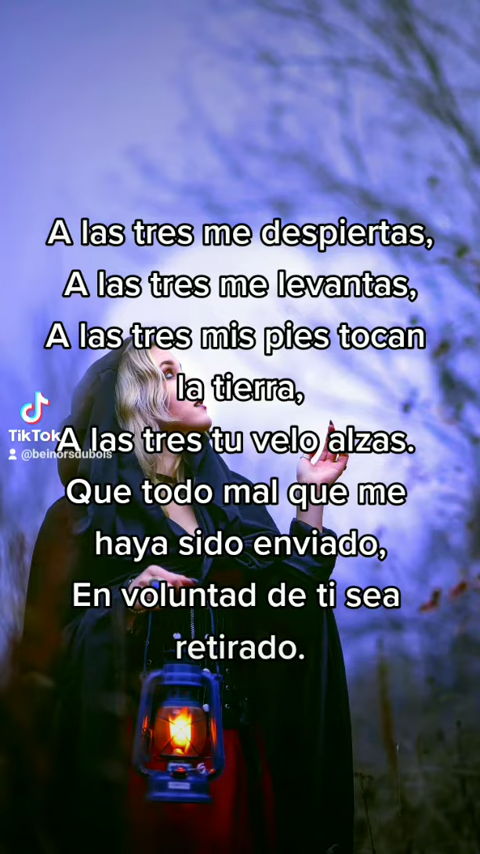 A las tres me despiertas,
A las tres me levantas,
A las tres mis pies tocan
la tierra,
A las tres tu velo alzas.
Que todo mal que me
haya sido enviado,
En voluntad de ti sea
retirado.
TikTok
@beinorsdubois